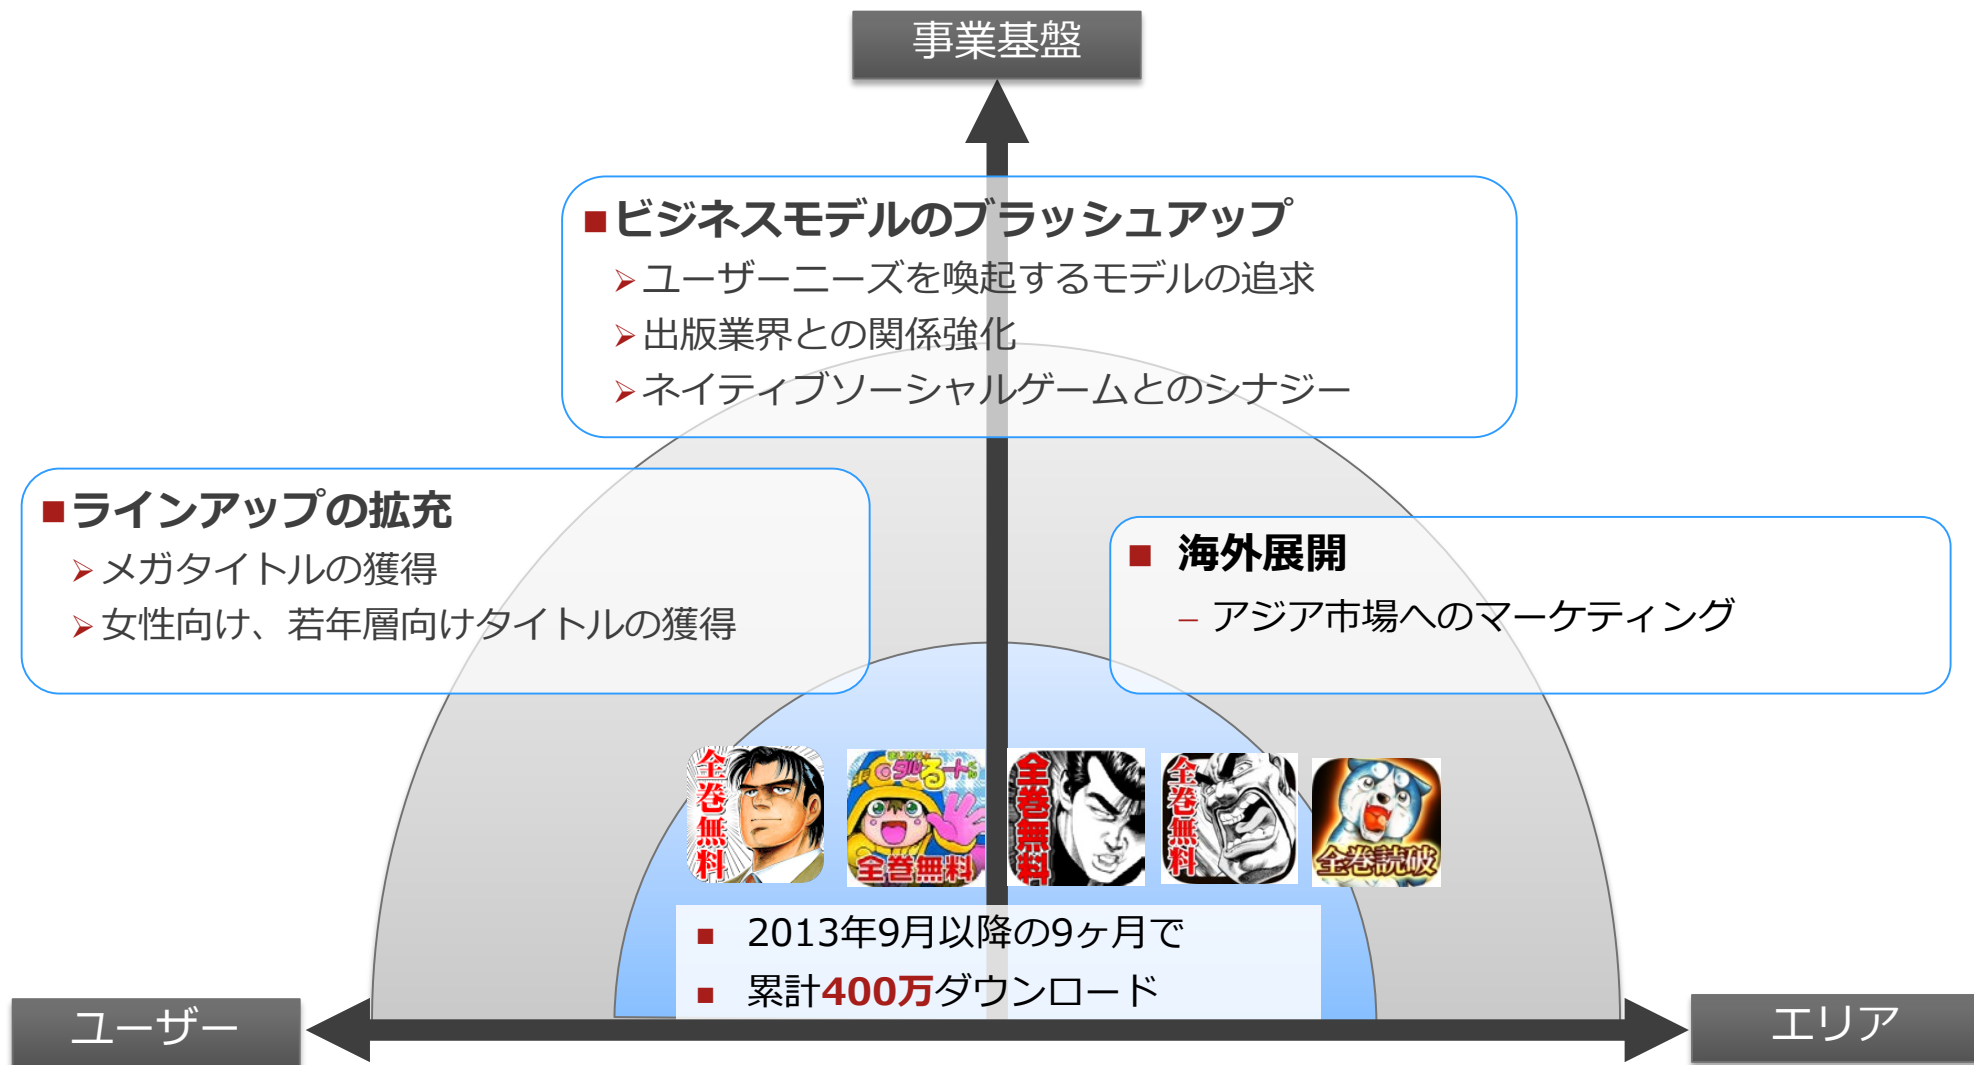 事業基盤
■ビジネスモデルのブラッシュアップ
➢ユーザーニーズを喚起するモデルの追求
➢出版業界との関係強化
➢ネイティブソーシャルゲームとのシナジー
■ラインアップの拡充
➢メガタイトルの獲得
➢女性向け、若年層向けタイトルの獲得
■ 海外展開
– アジア市場へのマーケティング
全巻無料
タルるート
全巻無料
全巻無料
全巻無料
全巻読破
■ 2013年9月以降の9ヶ月で
■ 累計400万ダウンロード
ユーザー
エリア